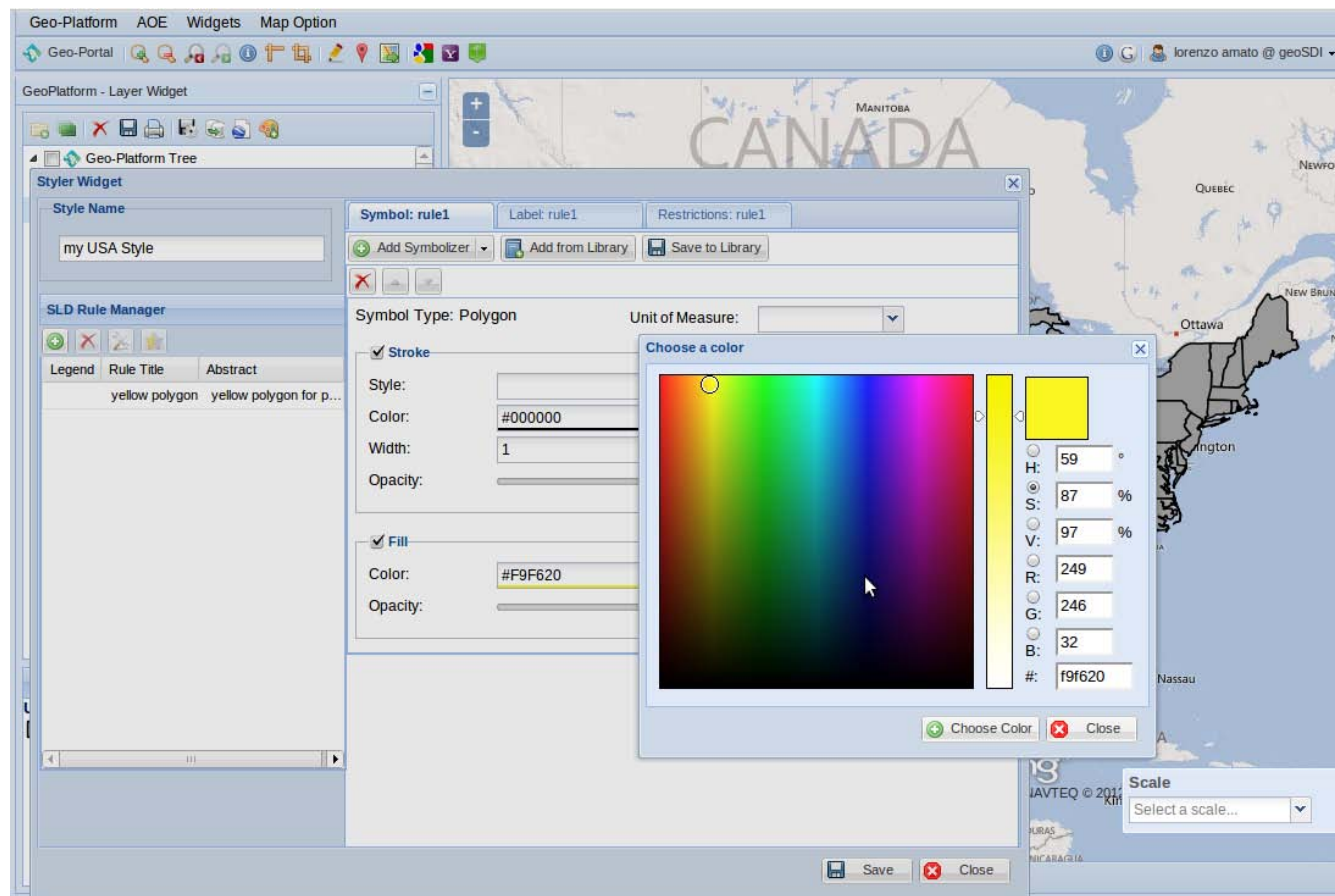 Geo-Platform AOE Widgets Map Option
Geo-Portal
lorenzo amato @ geoSDI
GeoPlatform - Layer Widget
Geo-Platform Tree
MANITOBA
CANADA
QUEBEC
Styler Widget
Style Name
my USA Style
Symbol: rule1
Label: rule1
Restrictions: rule1
Add Symbolizer
Add from Library
Save to Library
SLD Rule Manager
Legend Rule Title Abstract
yellow polygon yellow polygon for p...
Symbol Type: Polygon
Unit of Measure:
Stroke
Style:
Color: #000000
Width: 1
Opacity:
Fill
Color: #F9F620
Opacity:
Choose a color
H: 59 °
S: 87 %
V: 97 %
R: 249
G: 246
B: 32
#: f9f620
Choose Color
Close
NEW BRUN
Ottawa
ington
Nassau
NAVTEQ © 2012
Scale
Select a scale...
NICARAGUA
Save
Close